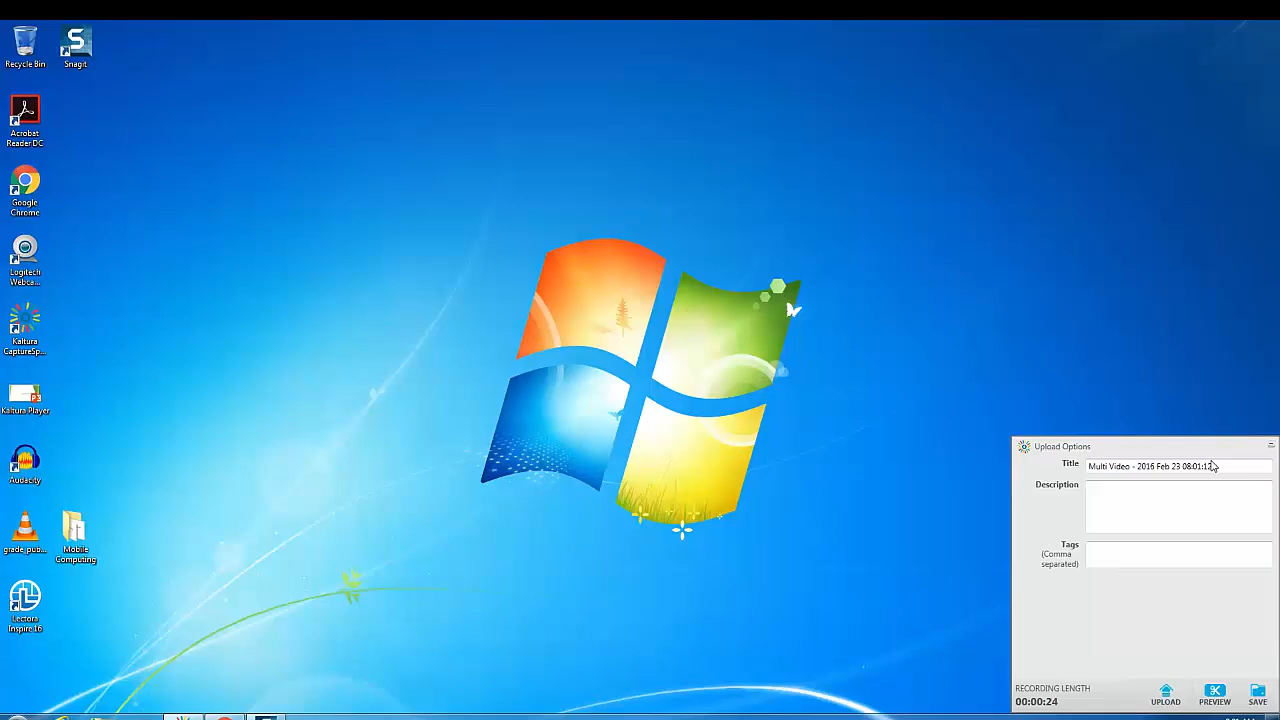 Recycle Bin
Snagit
Acrobat
Reader DC
Google
Chrome
Logitech
Webca...
Kaltura
CaptureSp...
Kaltura Player
Audacity
grade_pub...
Mobile
Computing
Lectora
Inspire 16
Upload Options
Title
Multi Video - 2016 Feb 23 08:01:12
Description
Tags
(Comma
separated)
RECORDING LENGTH
00:00:24
UPLOAD
PREVIEW
SAVE